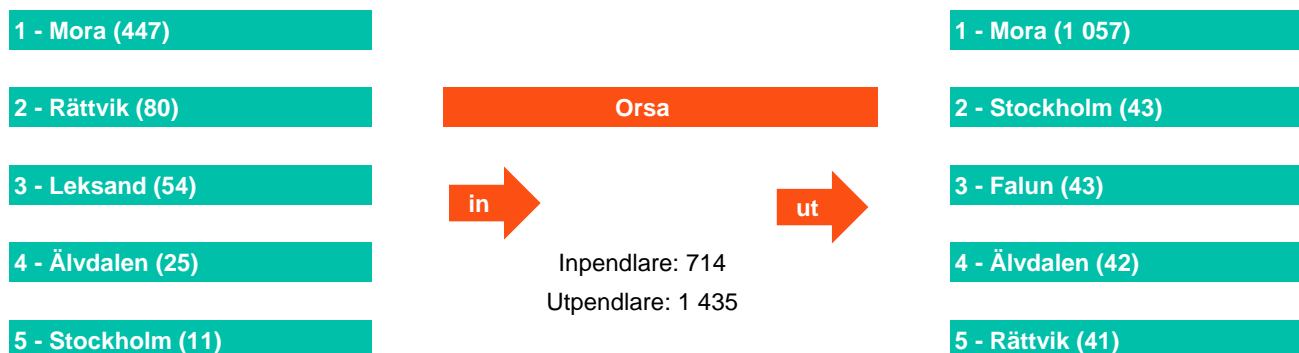 1 - Mora (447)
2 - Rättvik (80)
3 - Leksand (54)
4 - Älvdalen (25)
5 - Stockholm (11)
Orsa
in
ut
Inpendlare: 714
Utpendlare: 1 435
1 - Mora (1 057)
2 - Stockholm (43)
3 - Falun (43)
4 - Älvdalen (42)
5 - Rättvik (41)